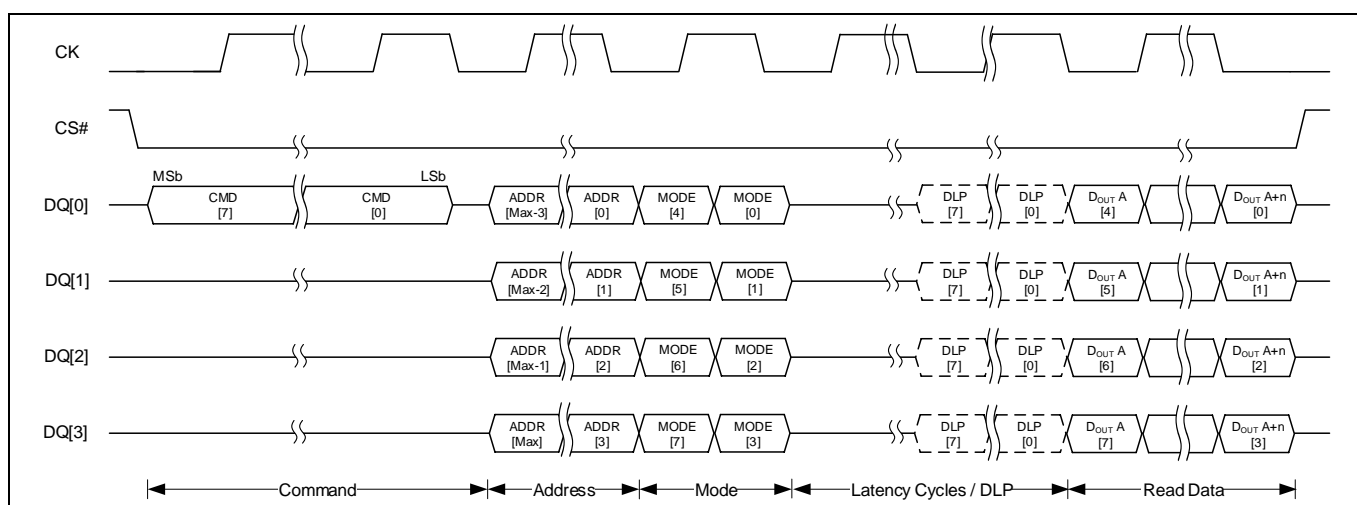 CK
CS#
MSb LSb
DQ[0] CMD [7] CMD [0] ADDR [Max-3] ADDR [0] MODE [4] MODE [0] DLP [7] DLP [0] DOUT A [4] DOUT A+n [0]
DQ[1] ADDR [Max-2] ADDR [1] MODE [5] MODE [1] DLP [7] DLP [0] DOUT A [5] DOUT A+n [1]
DQ[2] ADDR [Max-1] ADDR [2] MODE [6] MODE [2] DLP [7] DLP [0] DOUT A [6] DOUT A+n [2]
DQ[3] ADDR [Max] ADDR [3] MODE [7] MODE [3] DLP [7] DLP [0] DOUT A [7] DOUT A+n [3]
Command Address Mode Latency Cycles / DLP Read Data